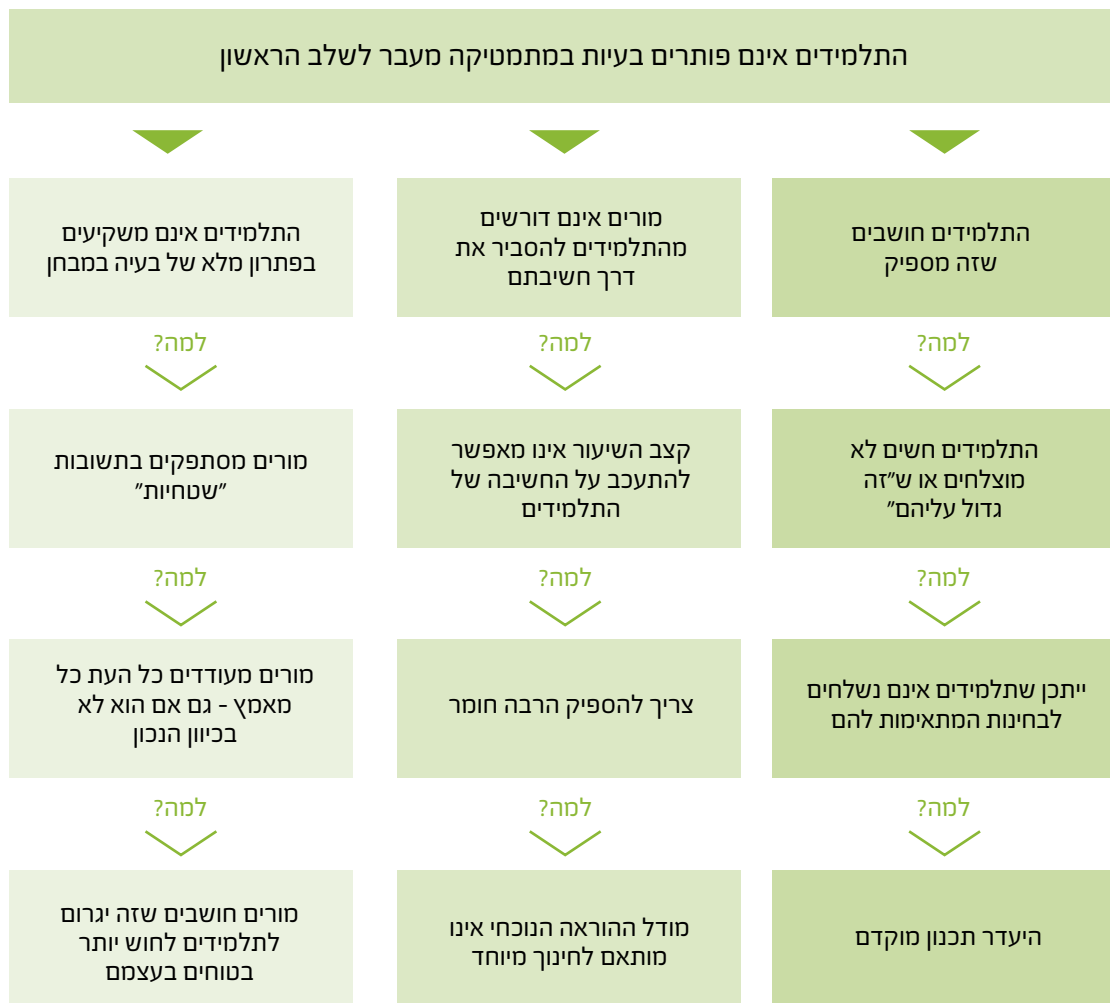 התלמידים אינם פותרים בעיות במתמטיקה מעבר לשלב הראשון
התלמידים חושבים
שזה מספיק
למה?
התלמידים חשים לא
מוצלחים או ש"זה
גדול עליהם"
למה?
ייתכן שתלמידים אינם נשלחים
לבחינות המתאימות להם
למה?
היעדר תכנון מוקדם
מורים אינם דורשים
מהתלמידים להסביר את
דרך חשיבתם
למה?
קצב השיעור אינו מאפשר
להתעכב על החשיבה של
התלמידים
למה?
צריך להספיק הרבה חומר
למה?
מודל ההוראה הנוכחי אינו
מותאם לחינוך מיוחד
התלמידים אינם משקיעים
בפתרון מלא של בעיה במבחן
למה?
מורים מסתפקים בתשובות
"שטחיות"
למה?
מורים מעודדים כל העת כל
מאמץ - גם אם הוא לא
בכיוון הנכון
למה?
מורים חושבים שזה יגרום
לתלמידים לחוש יותר
בטוחים בעצמם